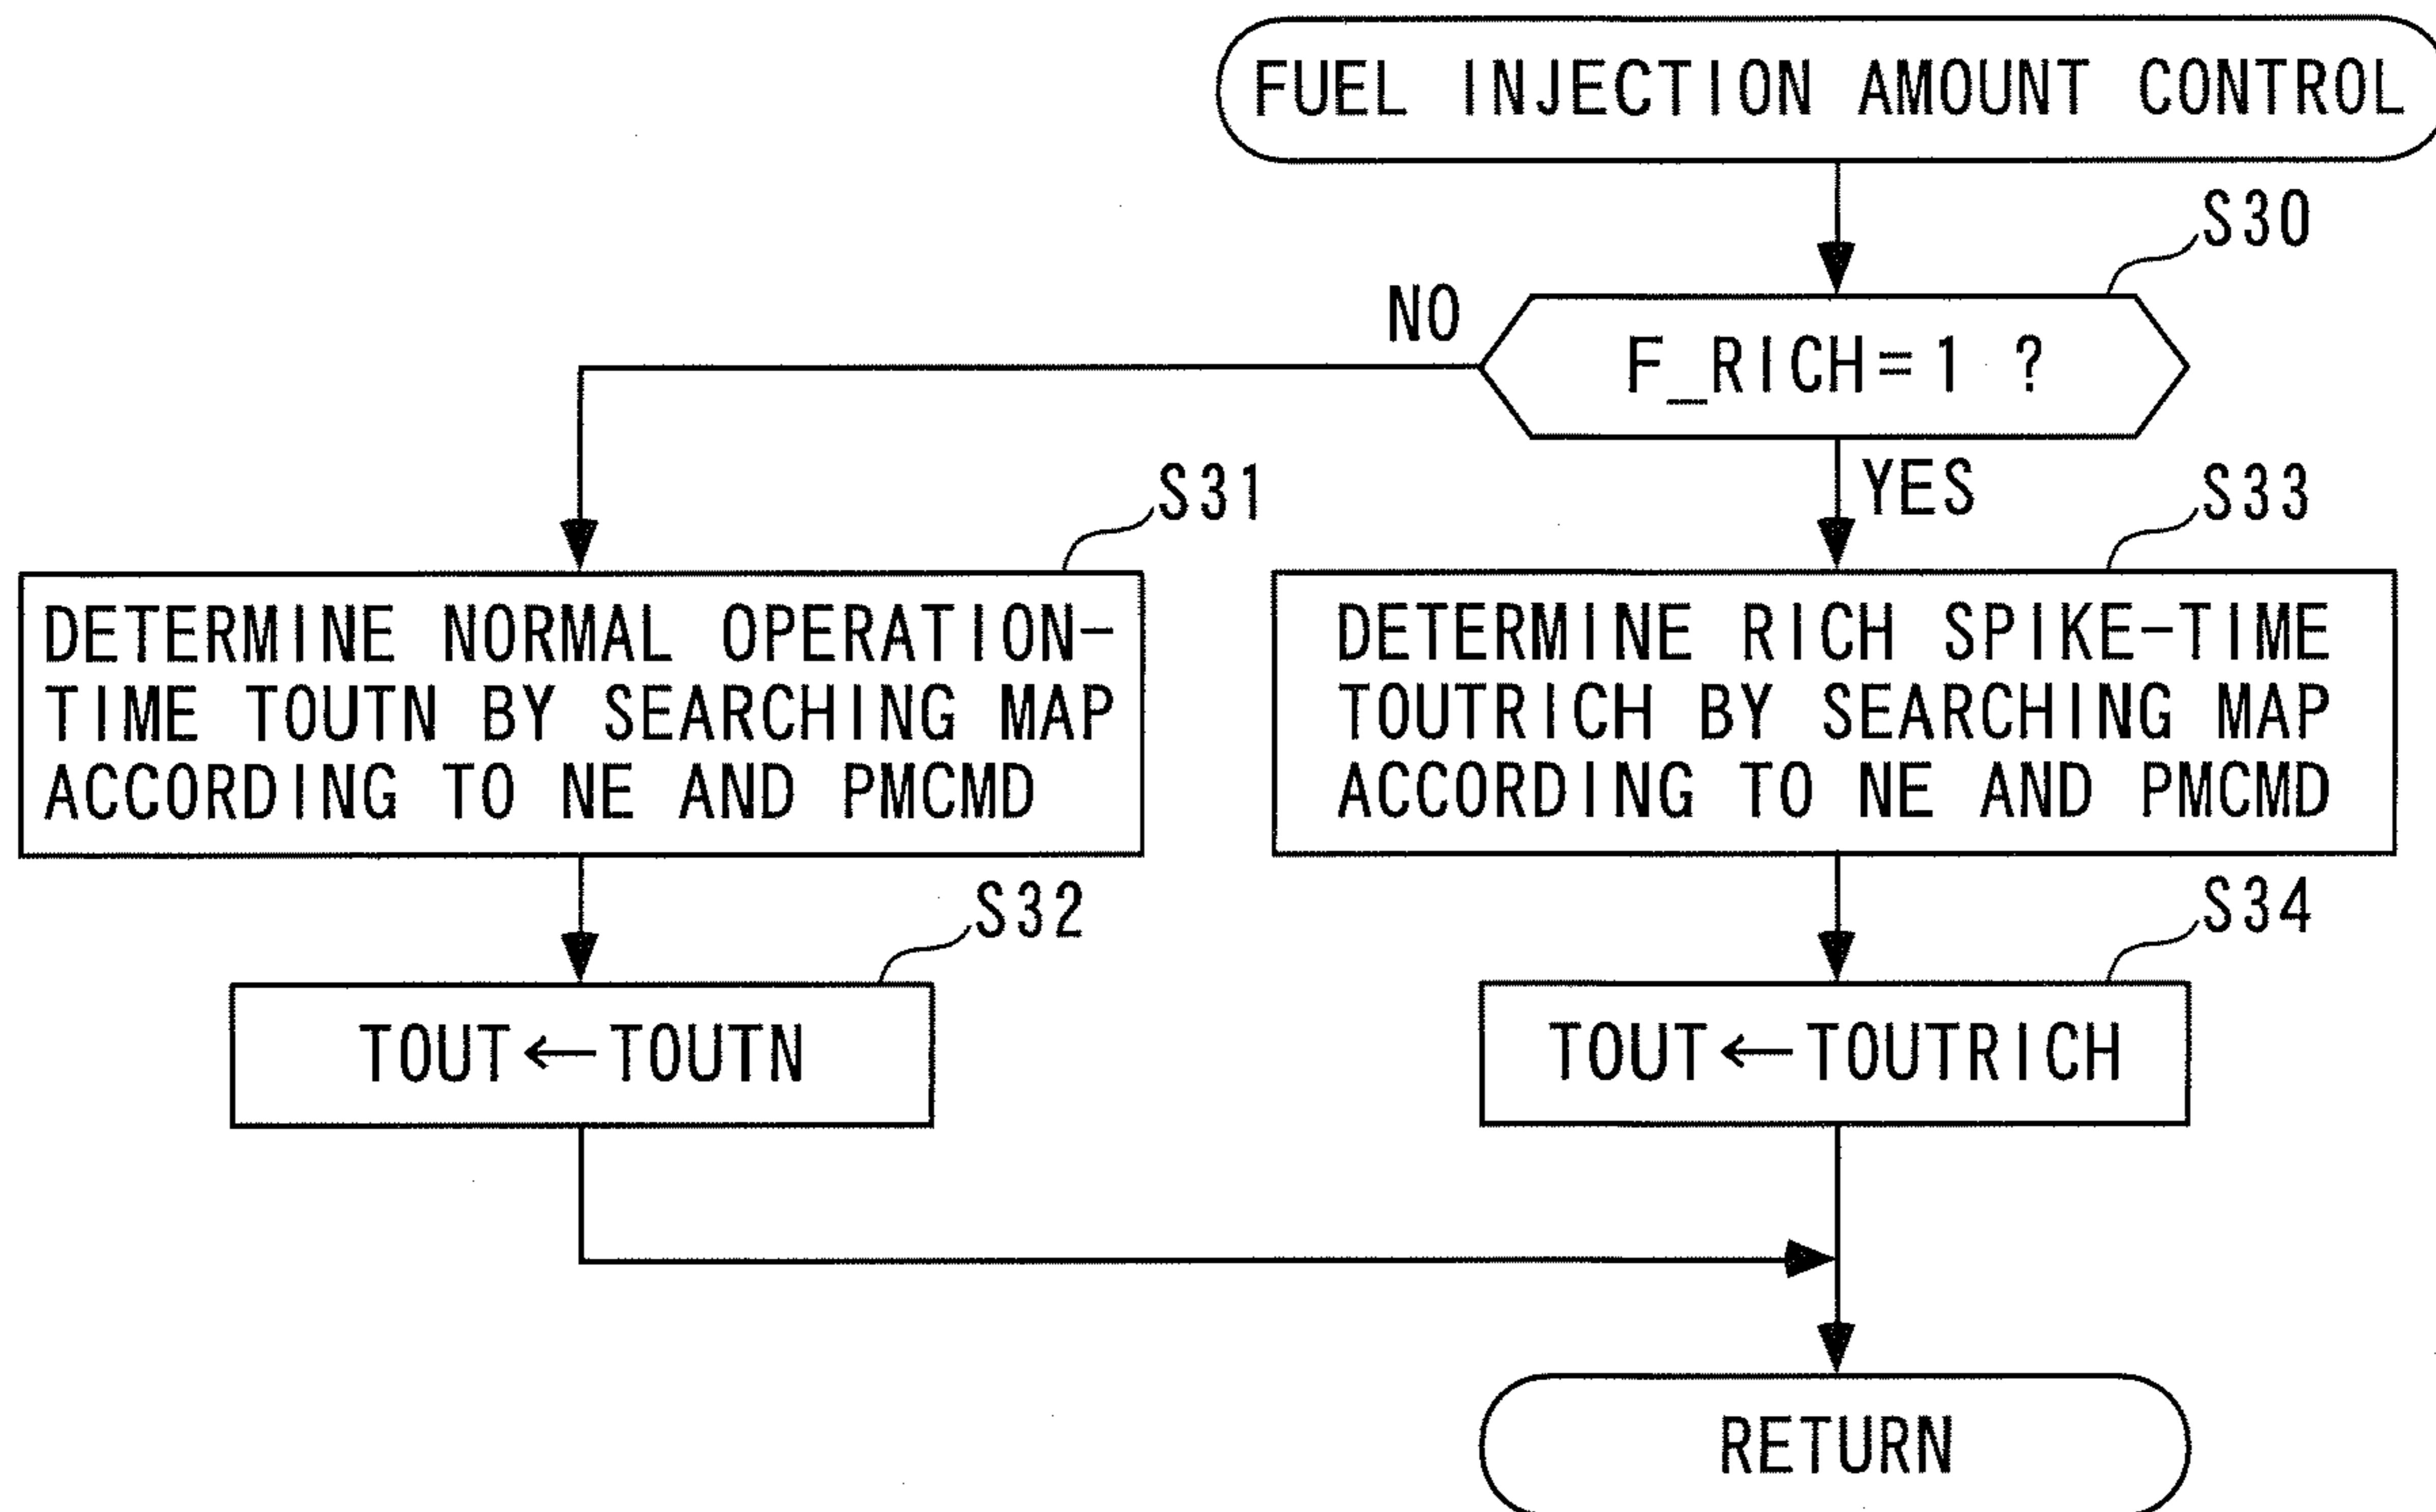 FUEL INJECTION AMOUNT CONTROL
S30
F_RICH=1 ?
NO
YES
S31
DETERMINE NORMAL OPERATION-
TIME TOUTN BY SEARCHING MAP
ACCORDING TO NE AND PMCMD
S32
TOUT←TOUTN
S33
DETERMINE RICH SPIKE-TIME
TOUTRICH BY SEARCHING MAP
ACCORDING TO NE AND PMCMD
S34
TOUT←TOUTRICH
RETURN